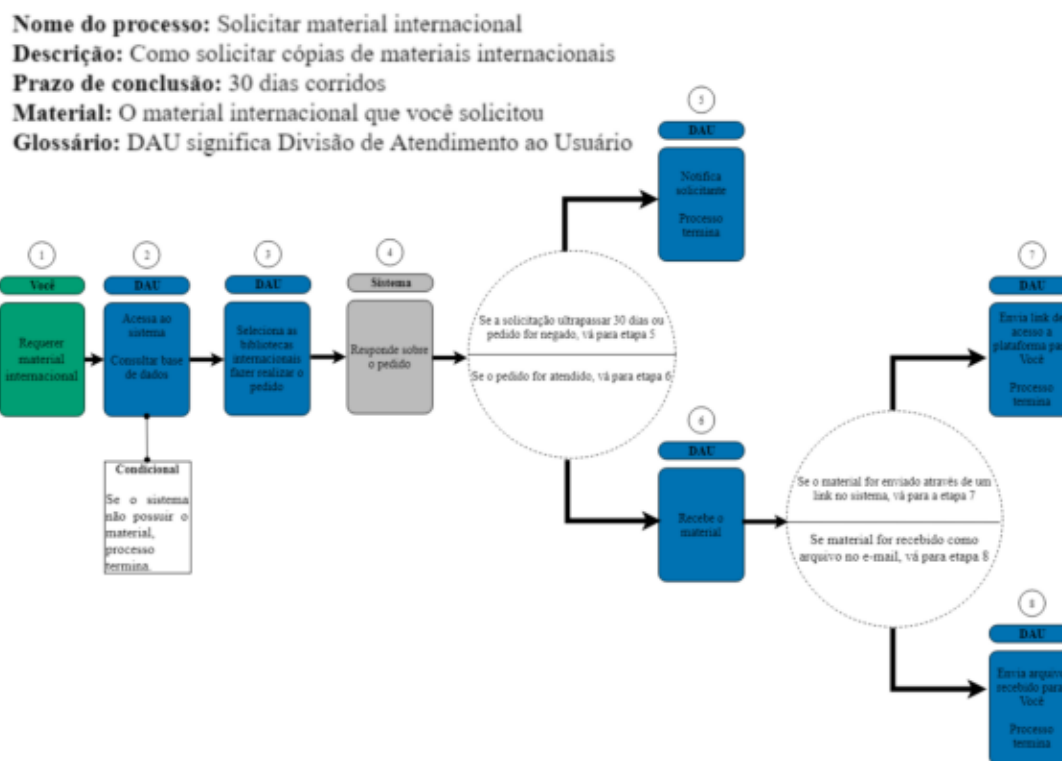 Nome do processo: Solicitar material internacional
Descrição: Como solicitar cópias de materiais internacionais
Prazo de conclusão: 30 dias corridos
Material: O material internacional que você solicitou
Glossário: DAU significa Divisão de Atendimento ao Usuário
1
Você
Requerer
material
internacional
2
DAU
Acessa ao
sistema
Consultar base
de dados
Condicional
Se o sistema
não possuir o
material,
processo
termina.
3
DAU
Seleciona as
bibliotecas
internacionais
fazer realizar o
pedido
4
Sistema
Responde sobre
o pedido
Se a solicitação ultrapassar 30 dias ou
pedido for negado, vá para etapa 5
Se o pedido for atendido, vá para etapa 6
5
DAU
Notifica
solicitante
Processo
termina
6
DAU
Recebe o
material
Se o material for enviado através de um
link no sistema, vá para a etapa 7
Se material for recebido como
arquivo no e-mail, vá para etapa 8
7
DAU
Envia link de
acesso a
plataforma par
Você
Processo
termina
8
DAU
Envia arquivo
recebido para
Você
Processo
termina